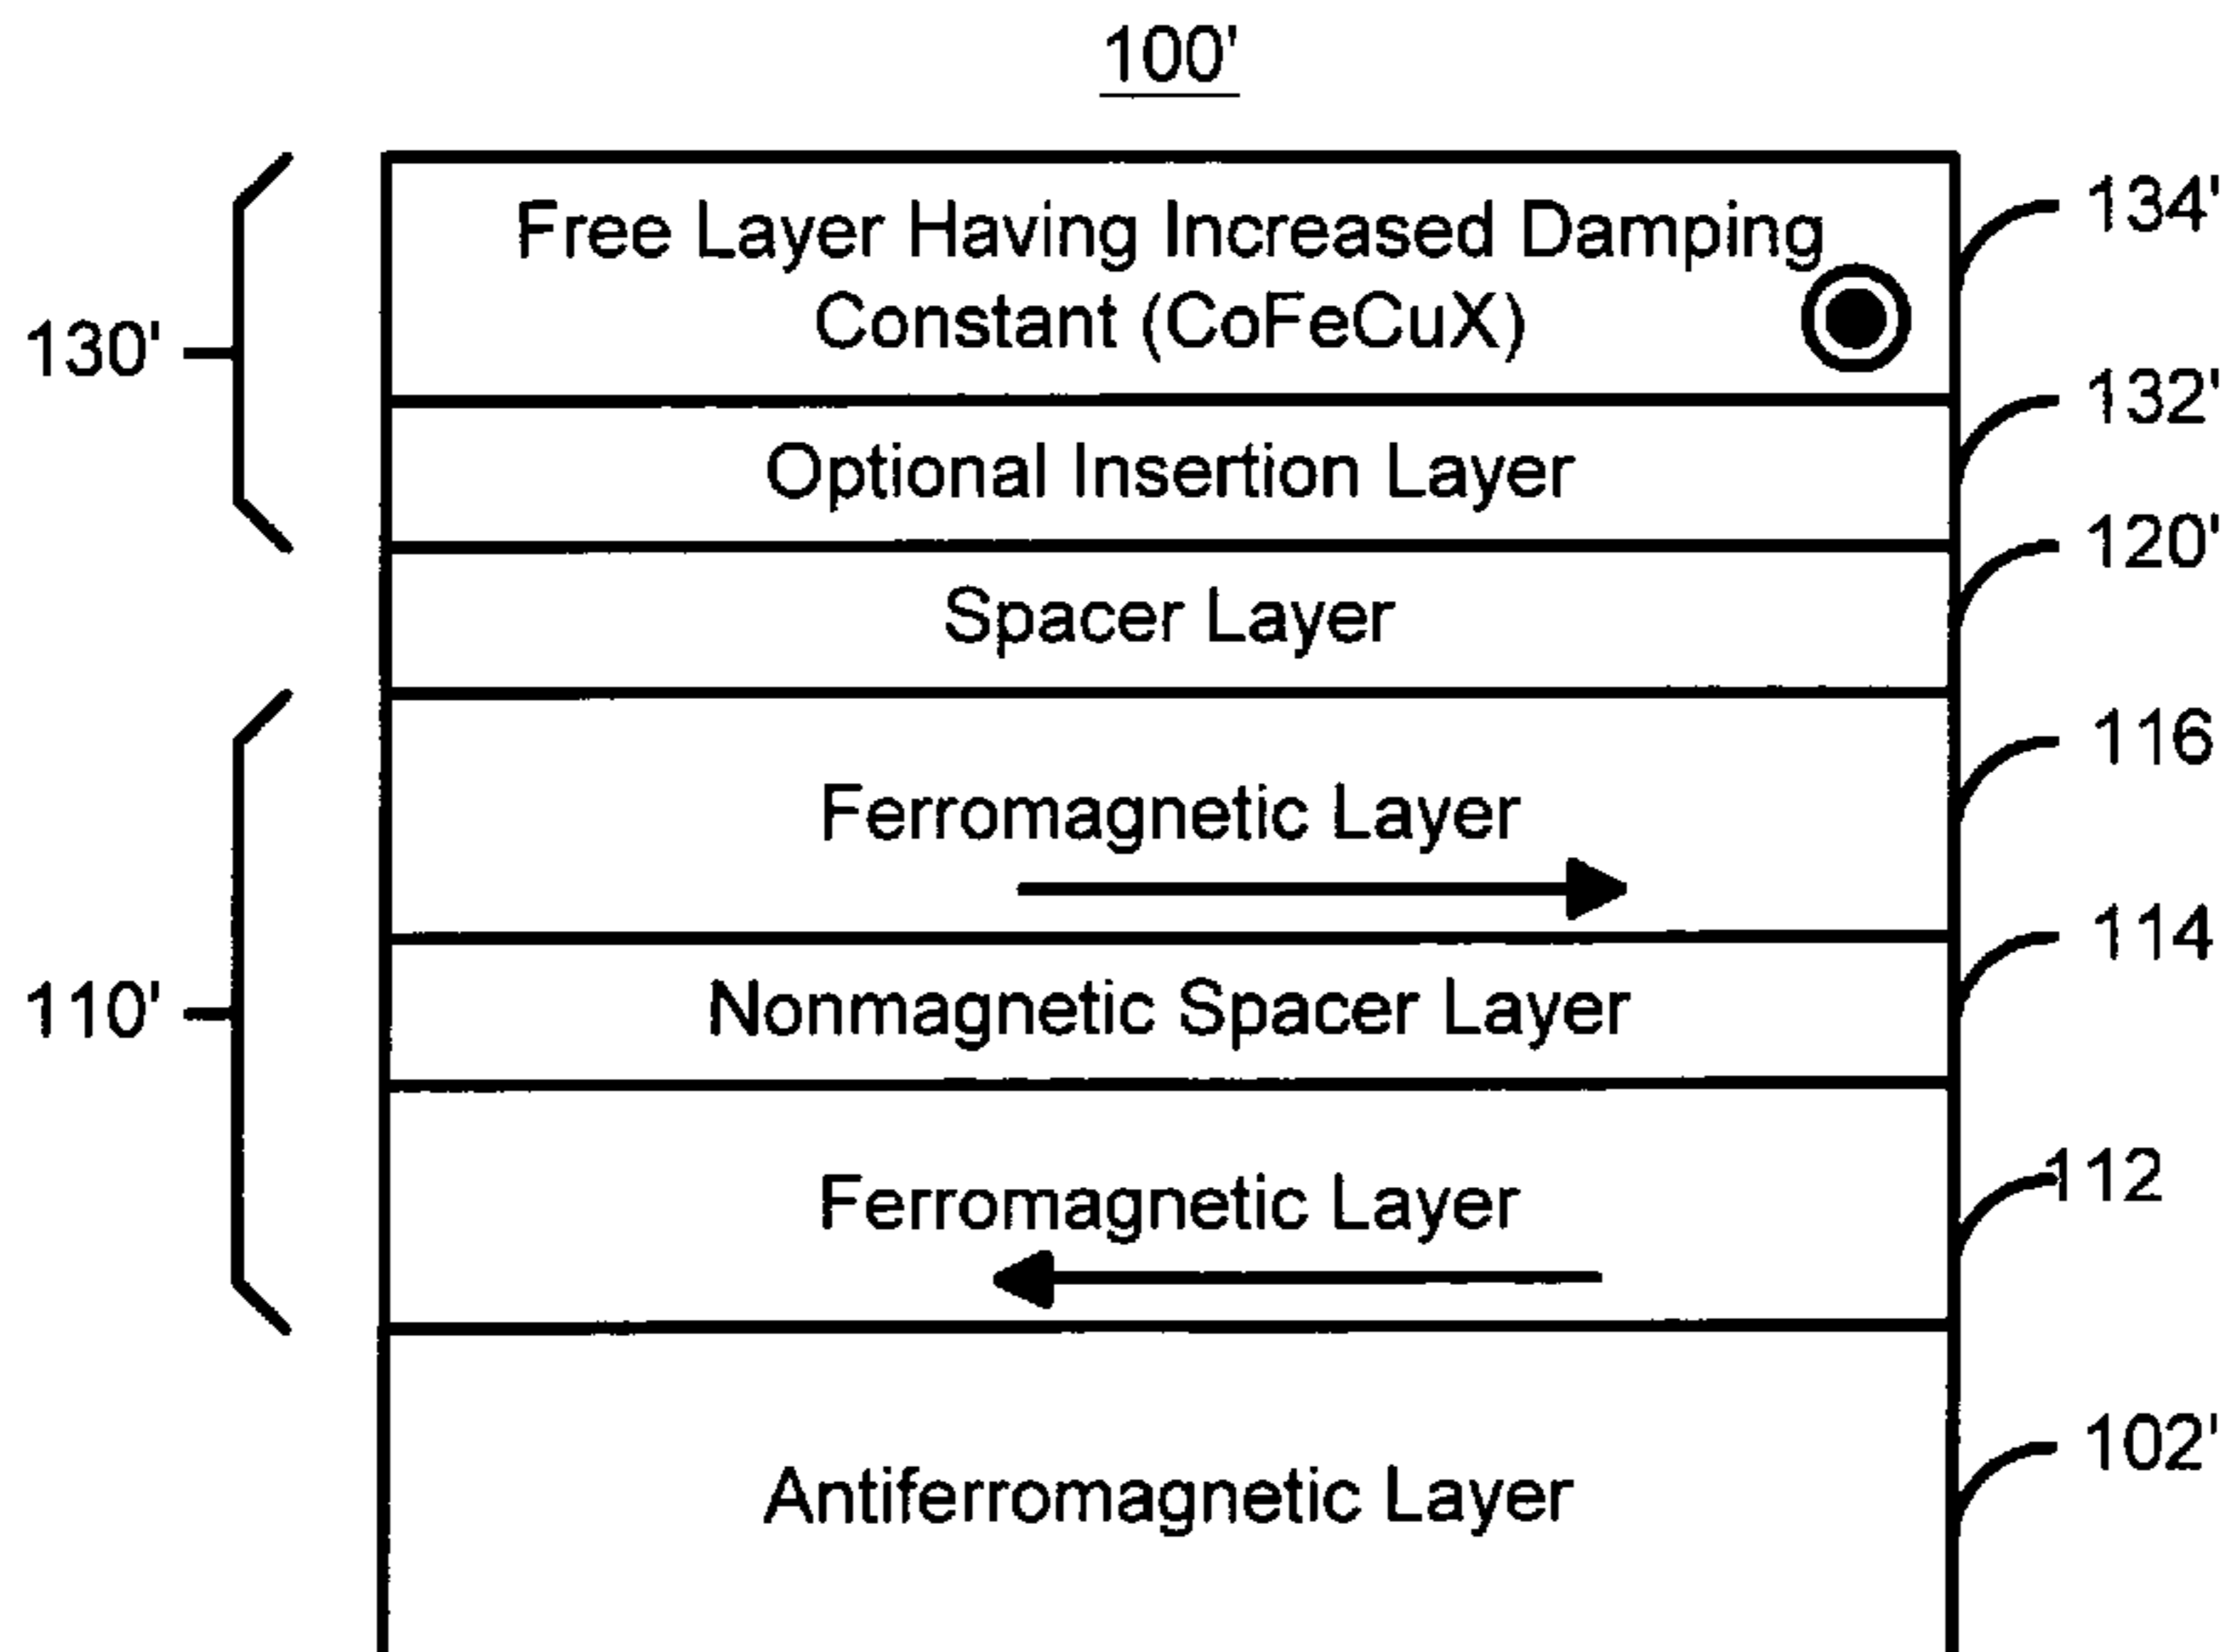 100'
Free Layer Having Increased Damping
Constant (CoFeCuX)
134'
130'
132'
Optional Insertion Layer
120'
Spacer Layer
116
Ferromagnetic Layer
114
110'
Nonmagnetic Spacer Layer
112
Ferromagnetic Layer
102'
Antiferromagnetic Layer